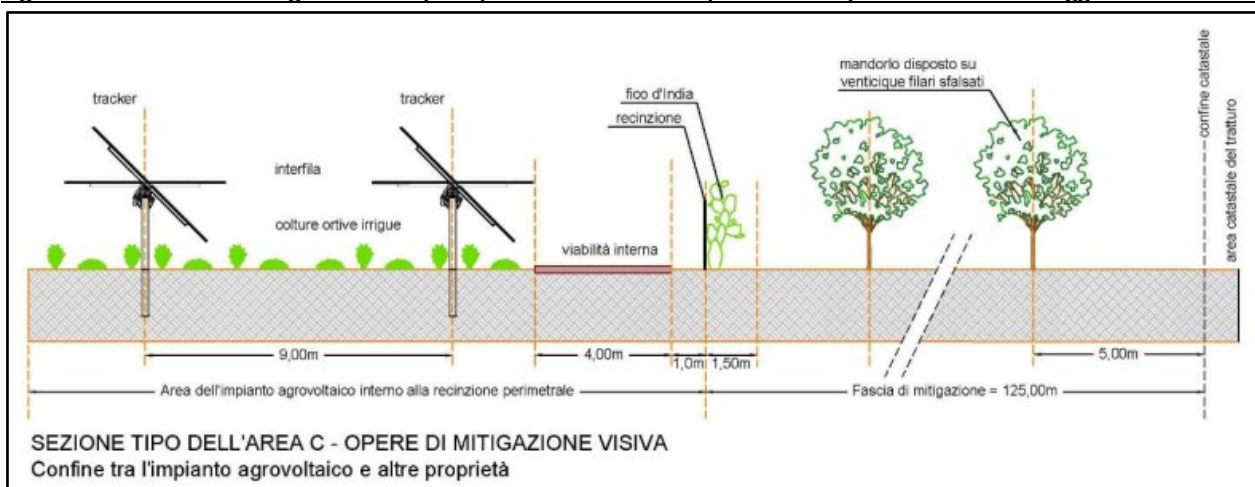 tracker
tracker
interfila
colture ortive irrigue
viabilità interna
fico d'India
recinzione
mandorlo disposto su
venticique filari sfalsati
confine catastale
area catastale del tratturo
9,00m
4,00m
1,0m
1,50m
5,00m
Area dell'impianto agrovoltaico interno alla recinzione perimetrale
Fascia di mitigazione = 125,00m
SEZIONE TIPO DELL'AREA C - OPERE DI MITIGAZIONE VISIVA
Confine tra l'impianto agrovoltaico e altre proprietà